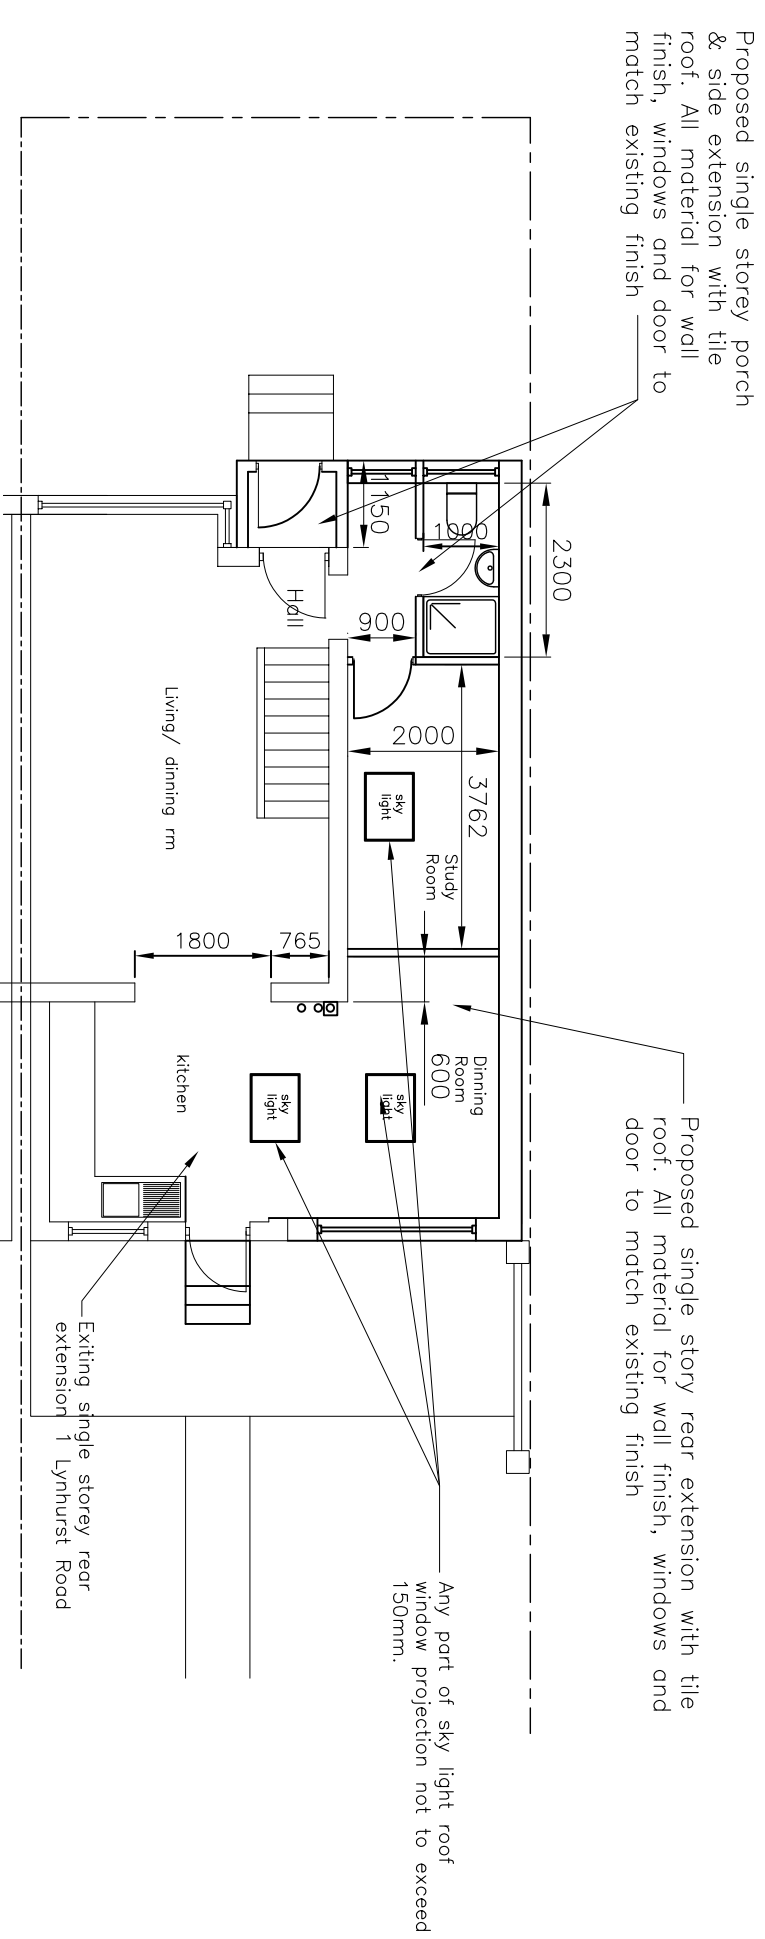 Proposed single storey porch
& side extension with tile
roof. All material for wall
finish, windows and door to
match existing finish
Proposed single story rear extension with tile
roof. All material for wall finish, windows and
door to match existing finish
2300
1150
1000
900
Hall
2000
3762
sky
light
Study
Room
Living/ dinning rm
1800
765
Dinning
Room
600
kitchen
sky
light
sky
light
Exiting single storey rear
extension 1 Lynhurst Road
Any part of sky light roof
window projection not to exceed
150mm.